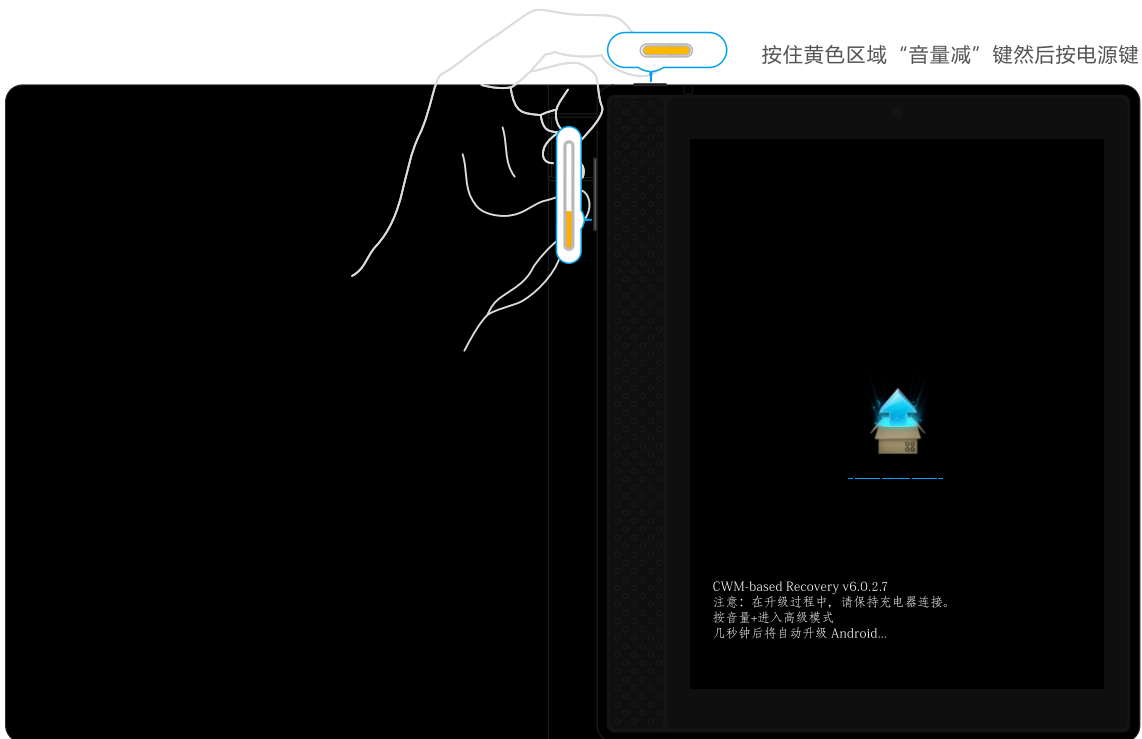 按住黄色区域“音量减”键然后按电源键
CWM-based Recovery v6.0.2.7
注意：在升级过程中，请保持充电器连接。
按音量+进入高级模式
几秒钟后将自动升级 Android...